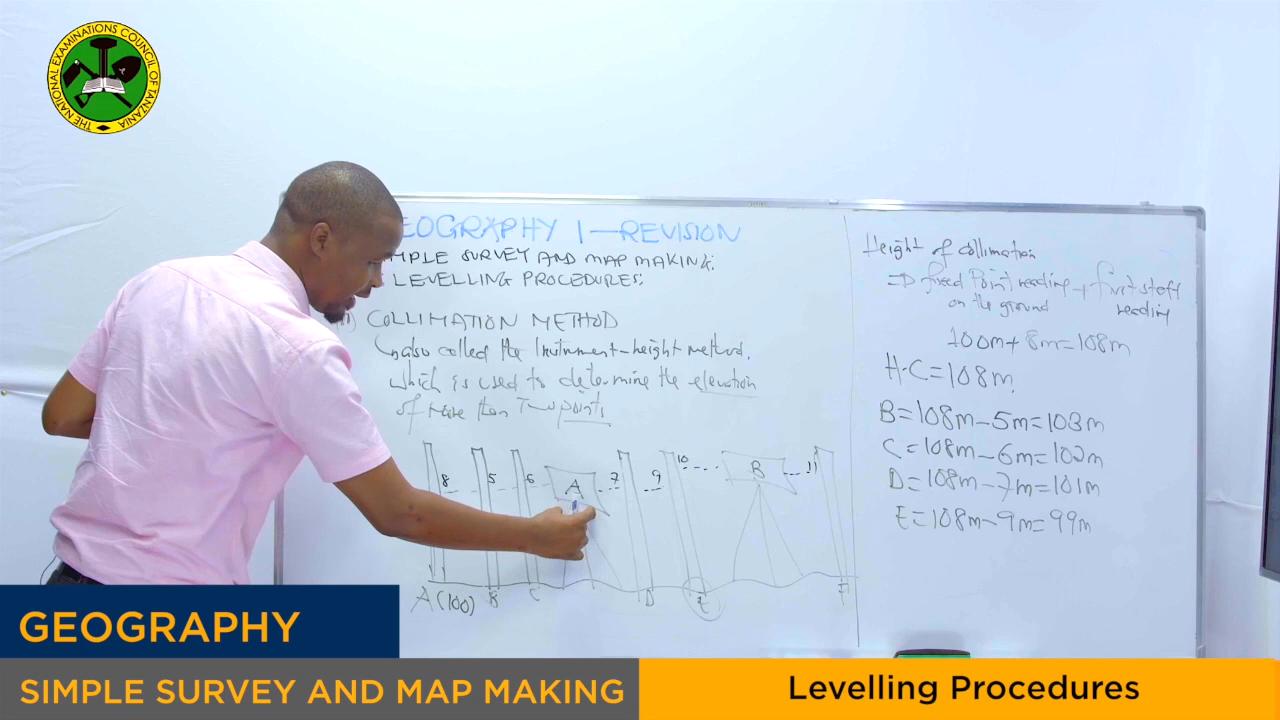 THE NATIONAL EXAMINATIONS COUNCIL OF TANZANIA
EOGRAPHY 1-REVISION
MPLE SURVEY AND MAP MAKING:
LEVELLING PROCEDURES:
) COLLIMATION METHOD
also called the Instrument-height method.
which is used to determine the elevation
of more than Two points
8 5 6 A 7 9 10 B 11
A(100) B C D E F
Height of collimation
=> fixed Point reading + first staff
on the ground reading
100m + 8m = 108m
H.C = 108m.
B = 108m - 5m = 103m
C = 108m - 6m = 102m
D = 108m - 7m = 101m
E = 108m - 9m = 99m
GEOGRAPHY
SIMPLE SURVEY AND MAP MAKING
Levelling Procedures